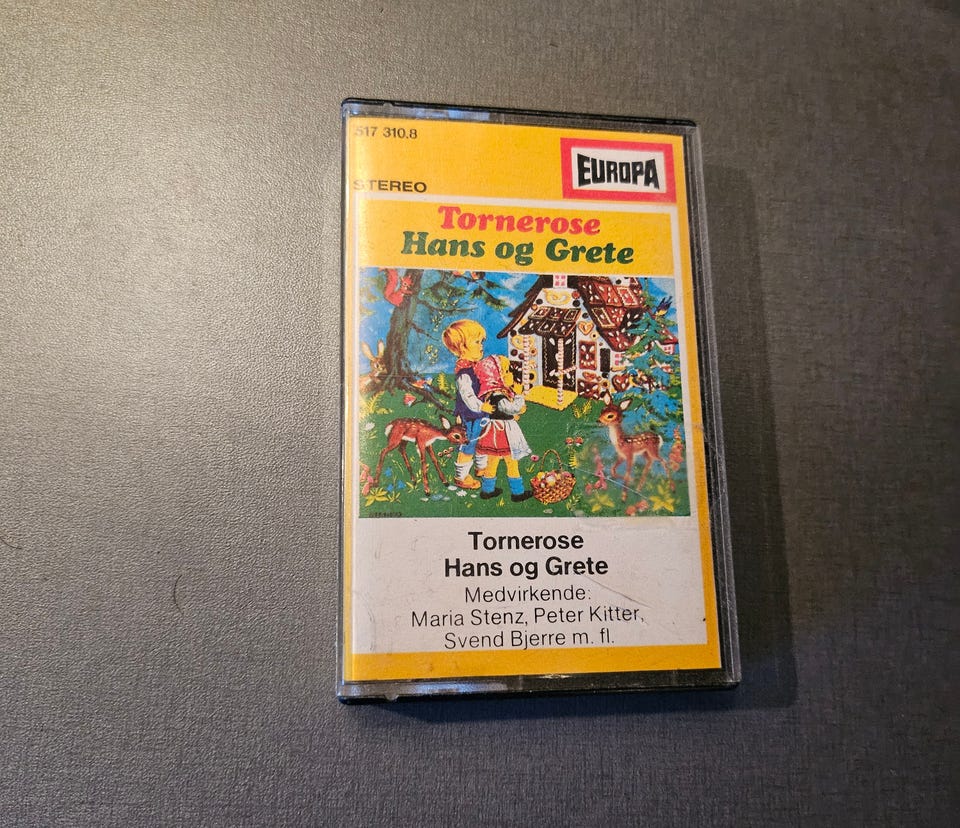 517 310.8
EUROPA
STEREO
Tornerose
Hans og Grete
Tornerose
Hans og Grete
Medvirkende:
Maria Stenz, Peter Kitter,
Svend Bjerre m. fl.